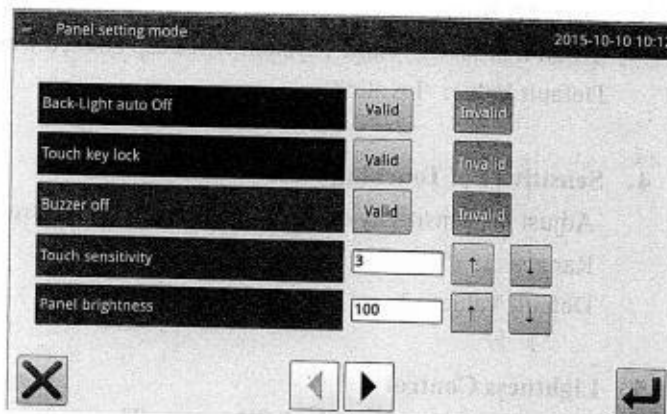 Panel setting mode 2015-10-10 10:12
Back-Light auto Off Valid Invalid
Touch key lock Valid Invalid
Buzzer off Valid Invalid
Touch sensitivity 3 ↑ ↓
Panel brightness 100 ↑ ↓